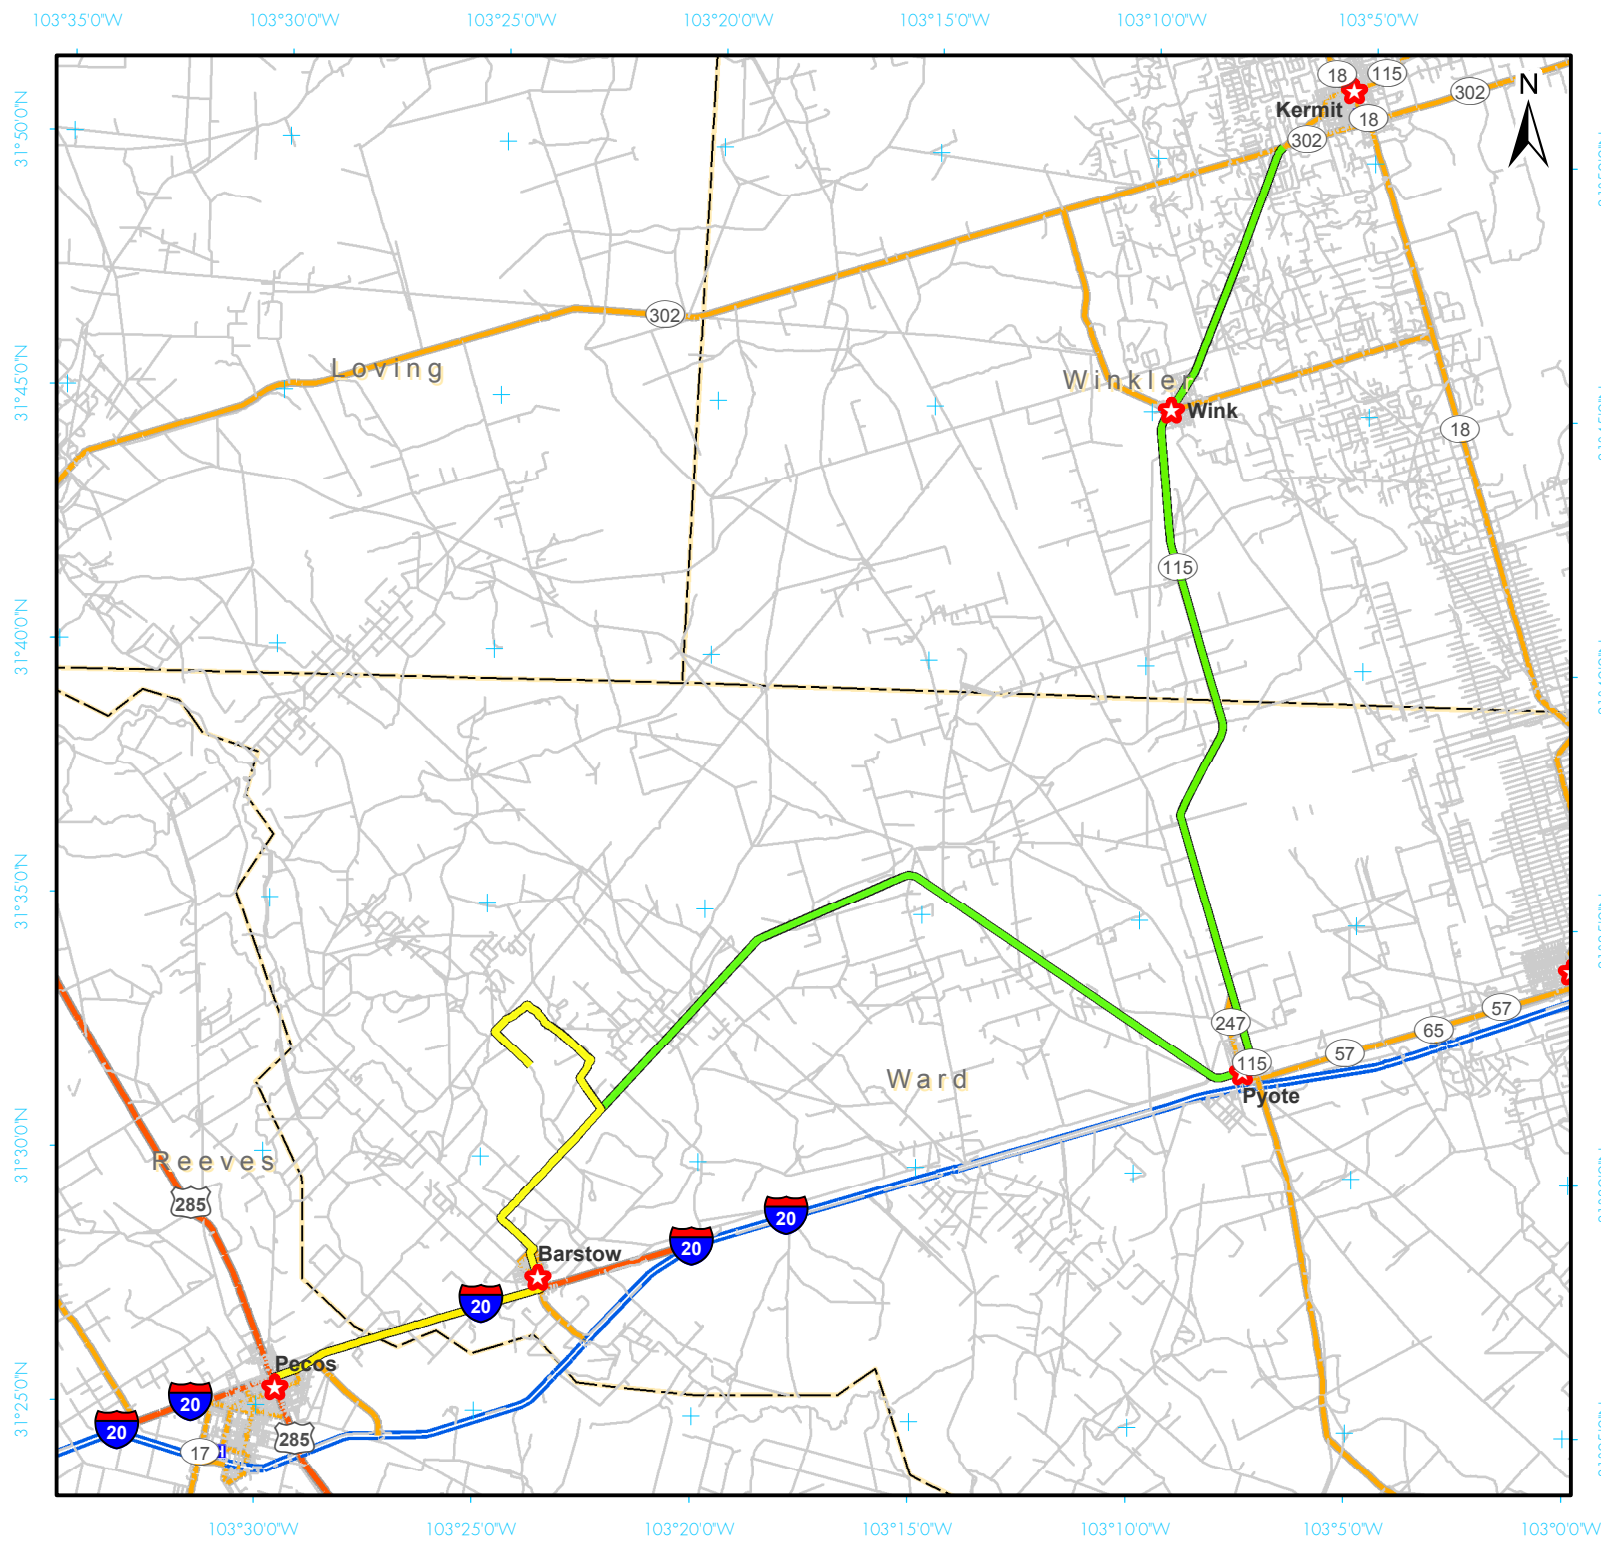 103°35'0"W
103°30'0"W
103°25'0"W
103°20'0"W
103°15'0"W
103°10'0"W
103°5'0"W
18
115
302
N
Kermit
18
302
31°50'0"N
302
Loving
31°45'0"N
Winkler
Wink
18
115
31°40'0"N
31°35'0"N
247
57
65
57
115
Pyote
Ward
31°30'0"N
Reeves
285
20
20
Barstow
20
Pecos
31°25'0"N
20
20
17
285
103°30'0"W
103°25'0"W
103°20'0"W
103°15'0"W
103°10'0"W
103°5'0"W
103°0'0"W